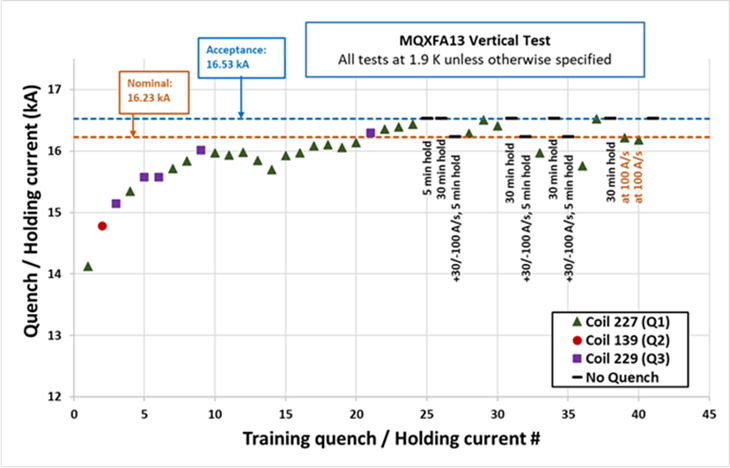 MQXFA13 Vertical Test
All tests at 1.9 K unless otherwise specified
Acceptance:
16.53 kA
Nominal:
16.23 kA
Quench / Holding current (kA)
17
16
15
14
13
12
5 min hold
30 min hold
+30/-100 A/s, 5 min hold
30 min hold
+30/-100 A/s, 5 min hold
30 min hold
+30/-100 A/s, 5 min hold
30 min hold
at 100 A/s
at 100 A/s
Coil 227 (Q1)
Coil 139 (Q2)
Coil 229 (Q3)
No Quench
0 5 10 15 20 25 30 35 40 45
Training quench / Holding current #